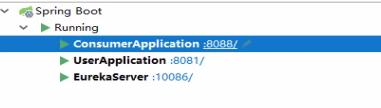 Spring Boot
Running
ConsumerApplication :8088/
UserApplication :8081/
EurekaServer :10086/